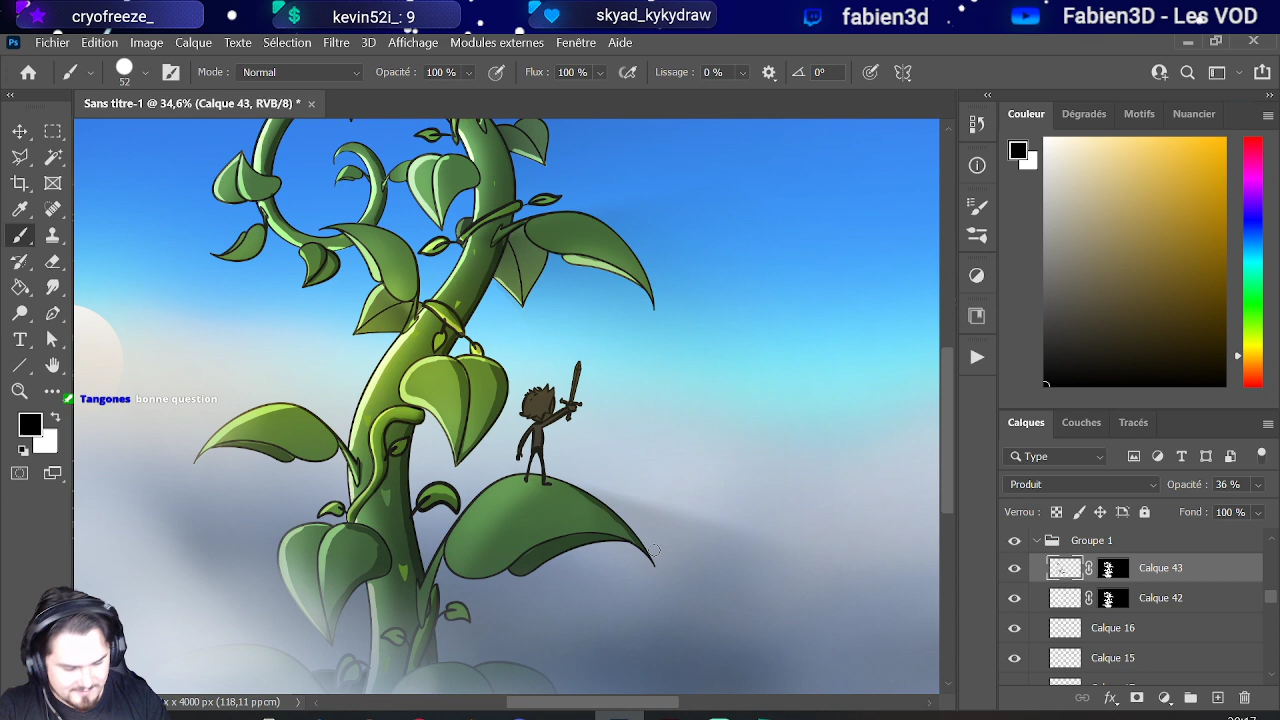 cryofreeze_
kevin52i_: 9
skyad_kykydraw
fabien3d
Fabien3D - Les VOD
Ps Fichier Edition Image Calque Texte Sélection Filtre 3D Affichage Modules externes Fenêtre Aide
52 Mode : Normal Opacité : 100 % Flux : 100 % Lissage : 0 % 0°
Sans titre-1 @ 34,6% (Calque 43, RVB/8) *
Couleur Dégradés Motifs Nuancier
Tangones bonne question
Calques Couches Tracés
Type
Produit Opacité : 36 %
Verrou : Fond : 100 %
Groupe 1
Calque 43
Calque 42
Calque 16
Calque 15
x x 4000 px (118,11 ppcm)